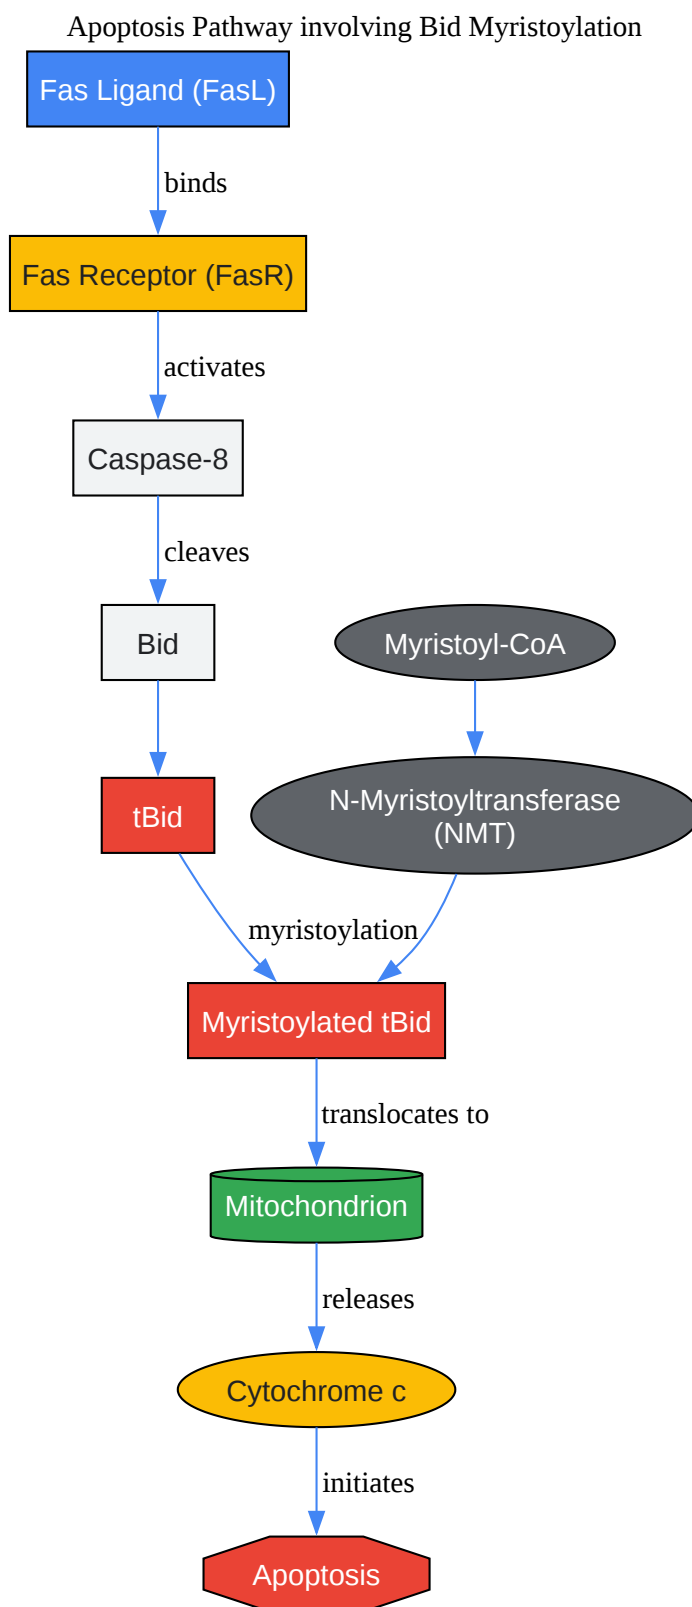 Apoptosis Pathway involving Bid Myristoylation
Fas Ligand (FasL)
binds
Fas Receptor (FasR)
activates
Caspase-8
cleaves
Bid
Myristoyl-CoA
tBid
N-Myristoyltransferase
(NMT)
myristoylation
Myristoylated tBid
translocates to
Mitochondrion
releases
Cytochrome c
initiates
Apoptosis